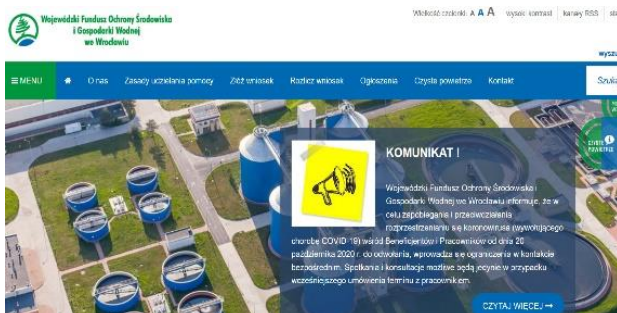 Wojewódzki Fundusz Ochrony Środowiska
i Gospodarki Wodnej
we Wrocławiu
Wielkość czcionki: A A A wysoki kontrast kanały RSS
MENU O nas Zasady udzielania pomocy Złóż wniosek Rozlicz wniosek Ogłoszenia Czyste powietrze Kontakt
KOMUNIKAT !
Wojewódzki Fundusz Ochrony Środowiska i
Gospodarki Wodnej we Wrocławiu informuje, że w
celu zapobiegania i przeciwdziałania
rozprzestrzenianiu się koronowirusa (wywołującego
chorobę COVID-19) wśród Beneficjentów i Pracowników od dnia 20
października 2020 r. do odwołania, wprowadza się ograniczenia w kontakcie
bezpośrednim. Spotkania i konsultacje możliwe będą jedynie w przypadku
wcześniejszego umówienia terminu z pracownikiem.
CZYSTE
POWIETRZE
CZYTAJ WIĘCEJ →